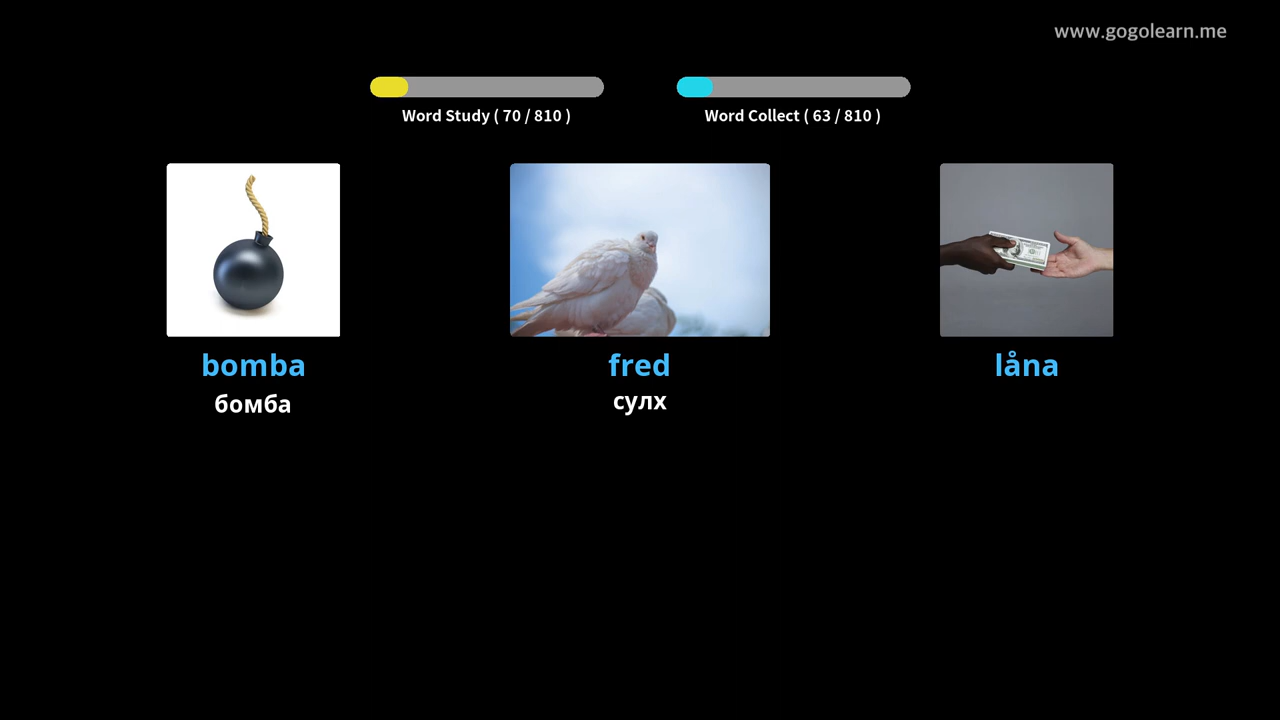 www.gogolearn.me
Word Study ( 70 / 810 )
Word Collect ( 63 / 810 )
bomba
fred
låna
бомба
сулх